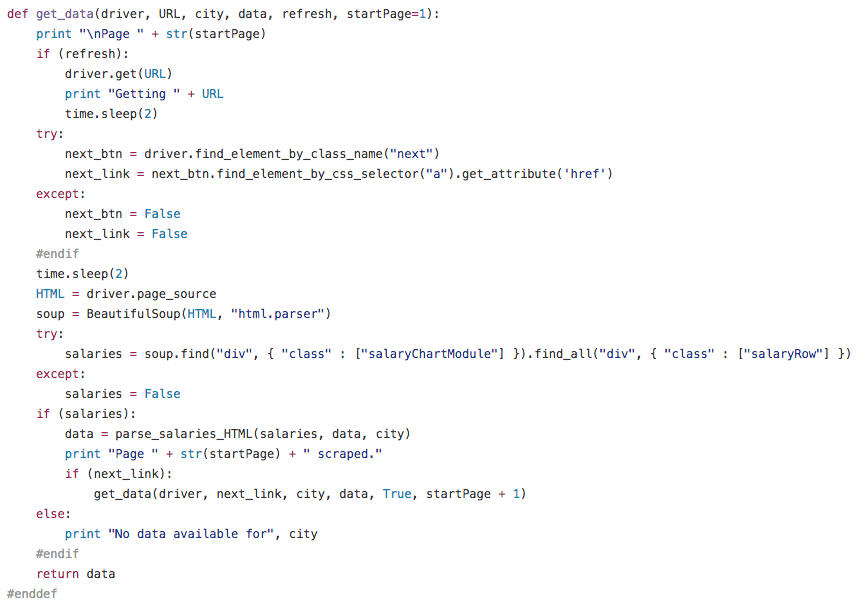 def get_data(driver, URL, city, data, refresh, startPage=1):
    print "\nPage " + str(startPage)
    if (refresh):
        driver.get(URL)
        print "Getting " + URL
        time.sleep(2)
    try:
        next_btn = driver.find_element_by_class_name("next")
        next_link = next_btn.find_element_by_css_selector("a").get_attribute('href')
    except:
        next_btn = False
        next_link = False
    #endif
    time.sleep(2)
    HTML = driver.page_source
    soup = BeautifulSoup(HTML, "html.parser")
    try:
        salaries = soup.find("div", { "class" : ["salaryChartModule"] }).find_all("div", { "class" : ["salaryRow"] })
    except:
        salaries = False
    if (salaries):
        data = parse_salaries_HTML(salaries, data, city)
        print "Page " + str(startPage) + " scraped."
        if (next_link):
            get_data(driver, next_link, city, data, True, startPage + 1)
    else:
        print "No data available for", city
    #endif
    return data
#enddef